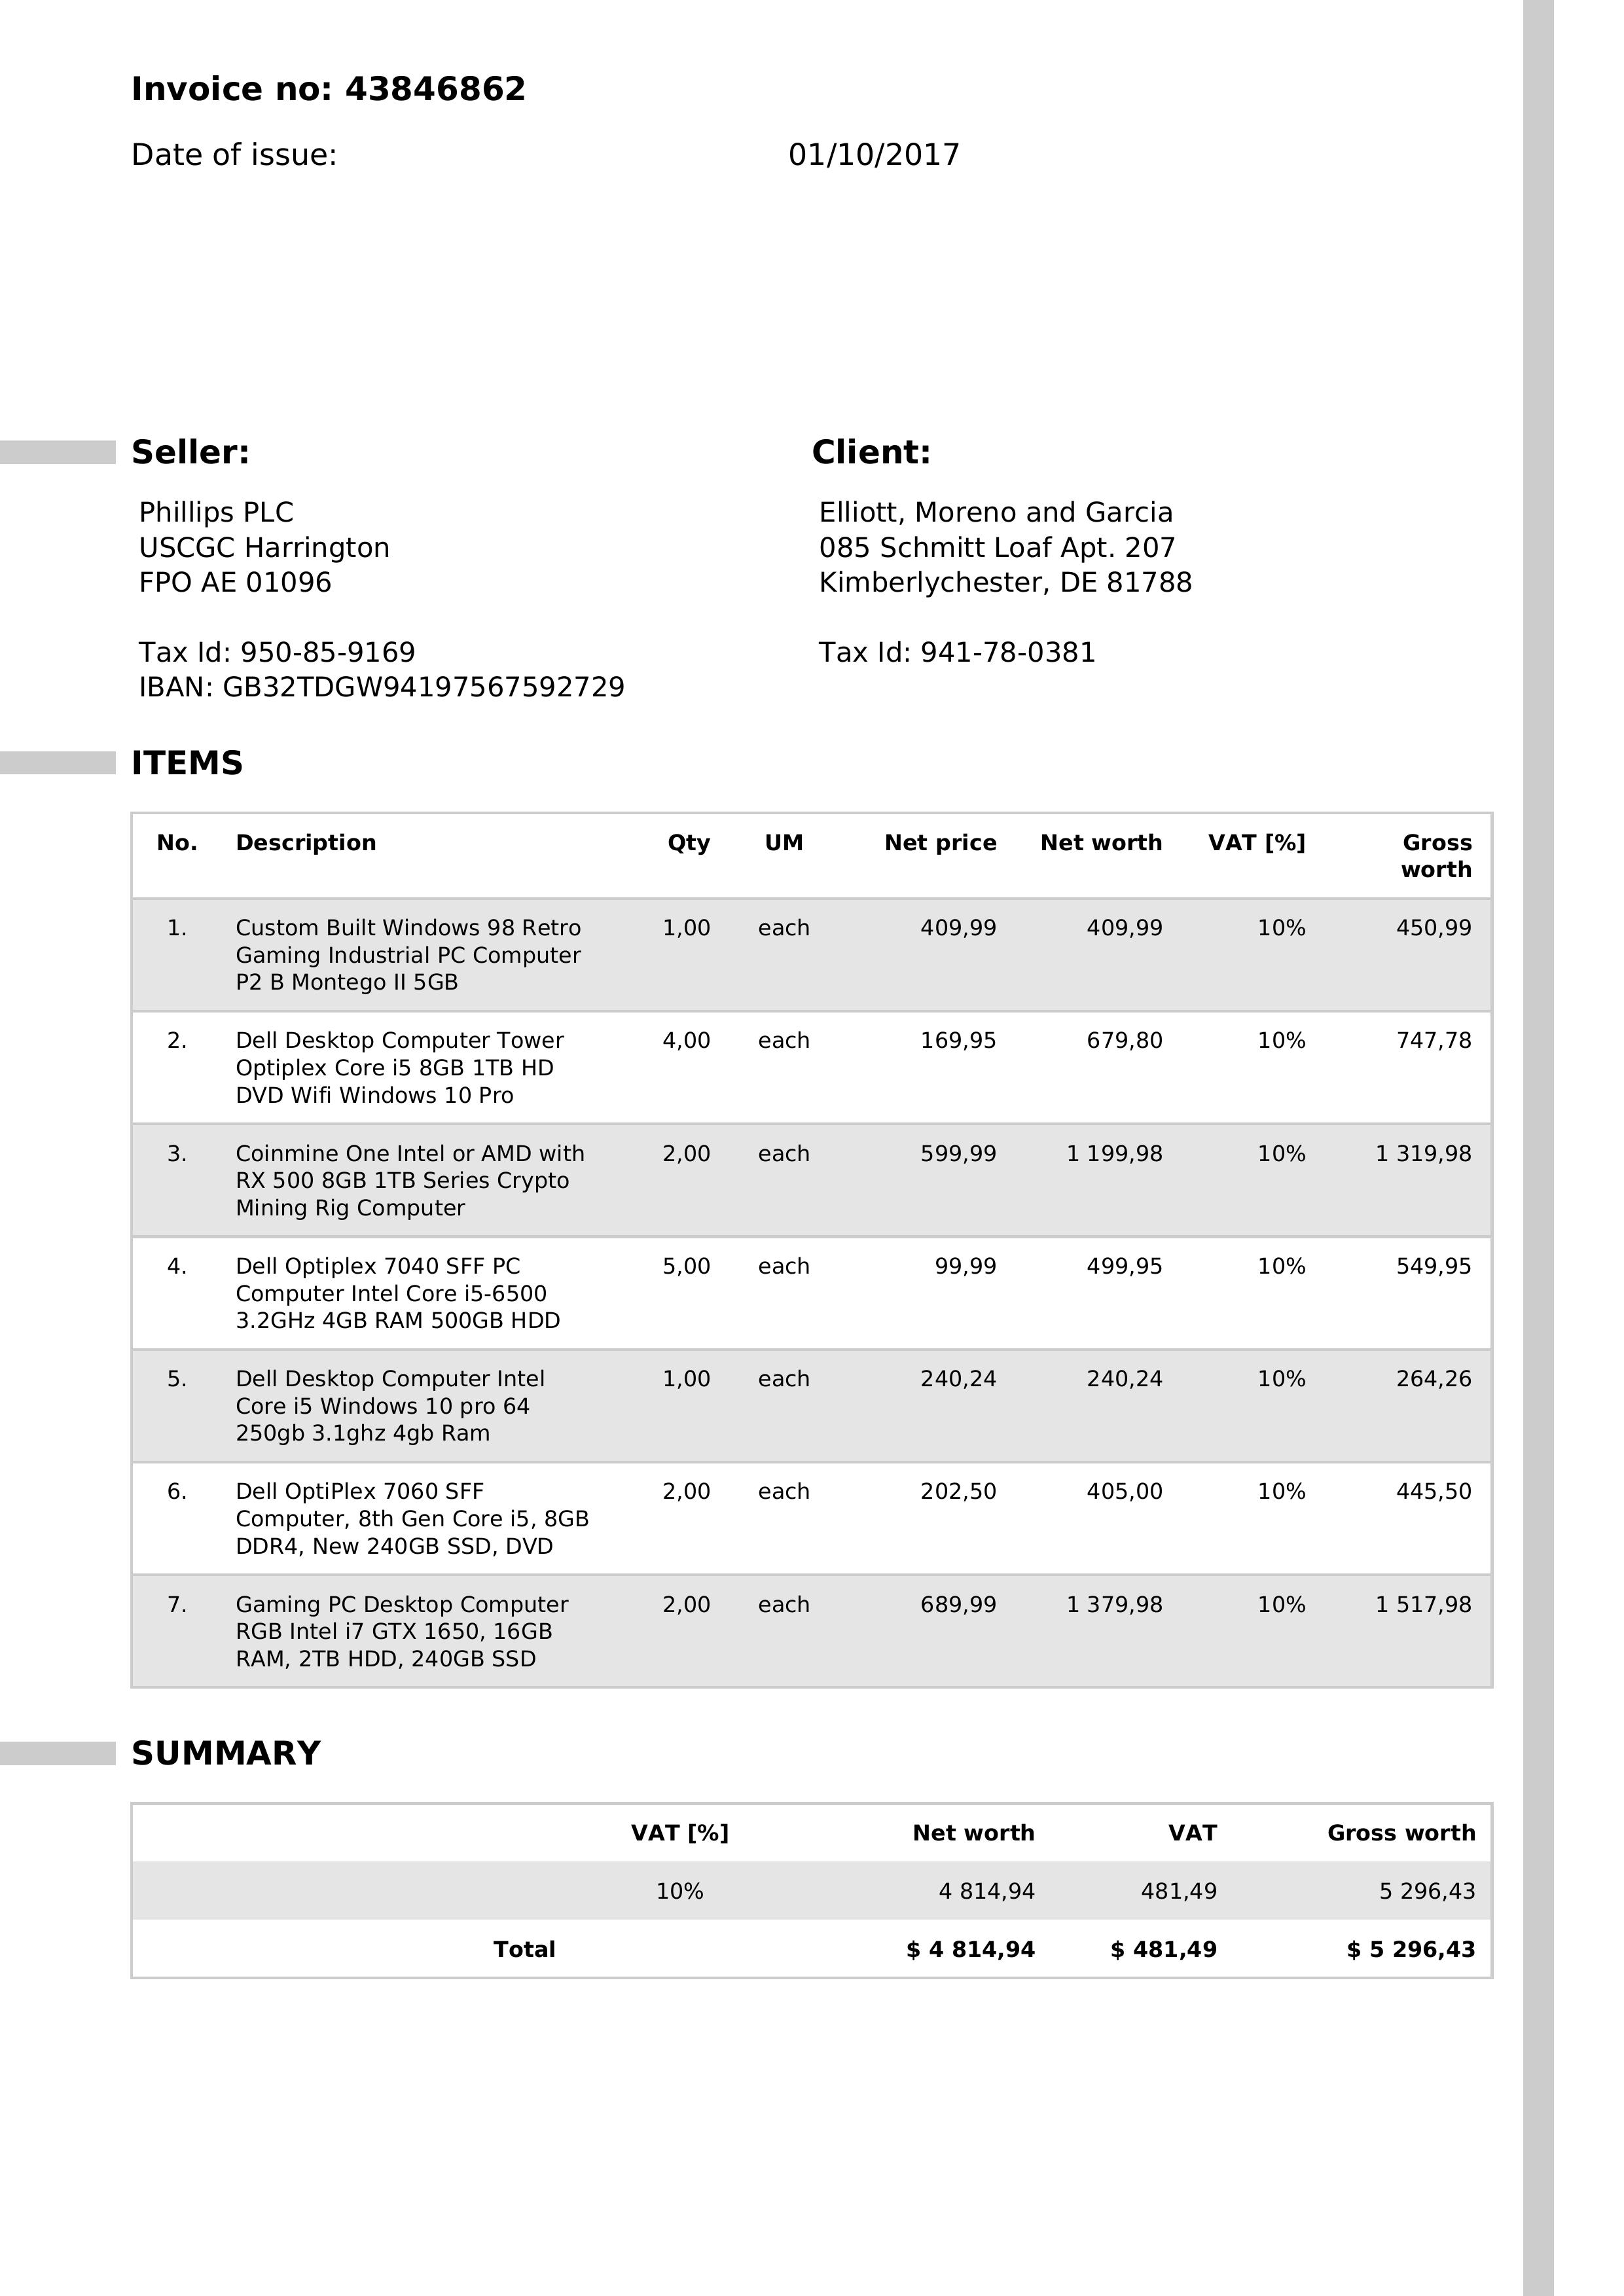 Invoice no: 43846862
Date of issue: 01/10/2017
Seller:
Phillips PLC
USCGC Harrington
FPO AE 01096
Tax Id: 950-85-9169
IBAN: GB32TDGW94197567592729
Client:
Elliott, Moreno and Garcia
085 Schmitt Loaf Apt. 207
Kimberlychester, DE 81788
Tax Id: 941-78-0381
ITEMS
No. Description Qty UM Net price Net worth VAT [%] Gross
worth
1. Custom Built Windows 98 Retro 1,00 each 409,99 409,99 10% 450,99
Gaming Industrial PC Computer
P2 B Montego II 5GB
2. Dell Desktop Computer Tower 4,00 each 169,95 679,80 10% 747,78
Optiplex Core i5 8GB 1TB HD
DVD Wifi Windows 10 Pro
3. Coinmine One Intel or AMD with 2,00 each 599,99 1 199,98 10% 1 319,98
RX 500 8GB 1TB Series Crypto
Mining Rig Computer
4. Dell Optiplex 7040 SFF PC 5,00 each 99,99 499,95 10% 549,95
Computer Intel Core i5-6500
3.2GHz 4GB RAM 500GB HDD
5. Dell Desktop Computer Intel 1,00 each 240,24 240,24 10% 264,26
Core i5 Windows 10 pro 64
250gb 3.1ghz 4gb Ram
6. Dell OptiPlex 7060 SFF 2,00 each 202,50 405,00 10% 445,50
Computer, 8th Gen Core i5, 8GB
DDR4, New 240GB SSD, DVD
7. Gaming PC Desktop Computer 2,00 each 689,99 1 379,98 10% 1 517,98
RGB Intel i7 GTX 1650, 16GB
RAM, 2TB HDD, 240GB SSD
SUMMARY
VAT [%] Net worth VAT Gross worth
10% 4 814,94 481,49 5 296,43
Total $ 4 814,94 $ 481,49 $ 5 296,43